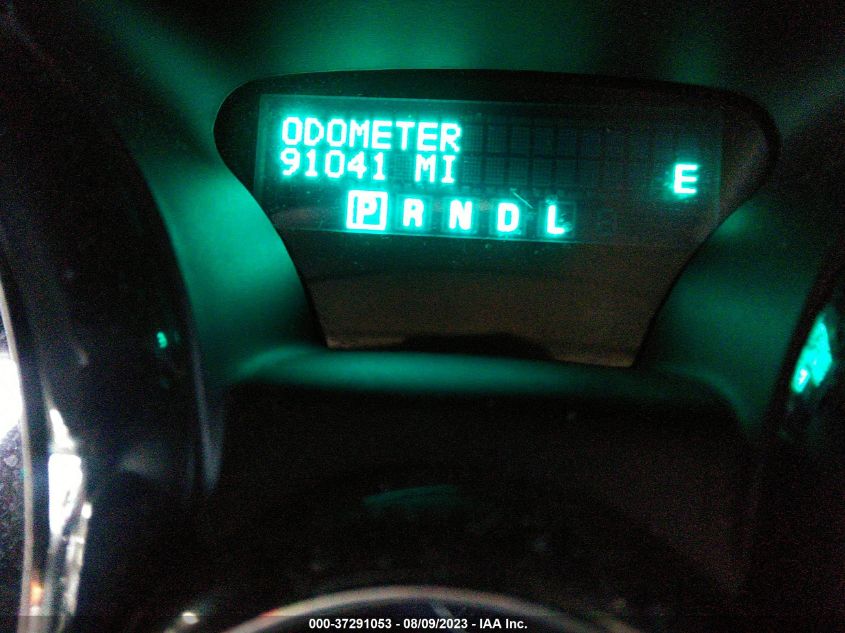 ODOMETER
91041 MI
E
P R N D L
000-37291053 - 08/09/2023 - IAA Inc.